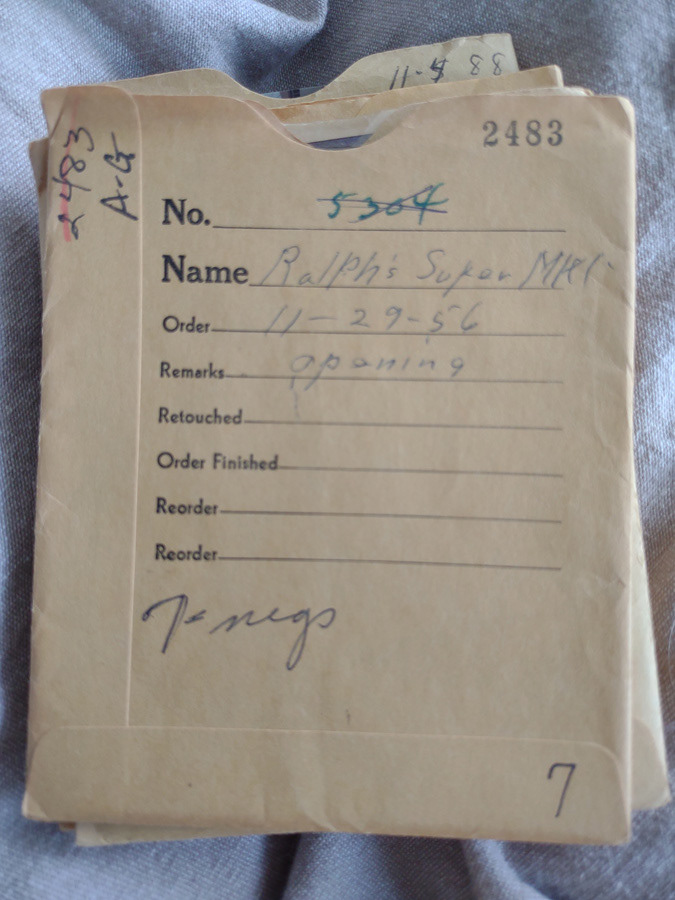 11-4 88
2483
2483
A-G
No. 5304
Name Ralph's Super Mkt
Order 11-29-56
Remarks opening
Retouched
Order Finished
Reorder
Reorder
7- negs
7